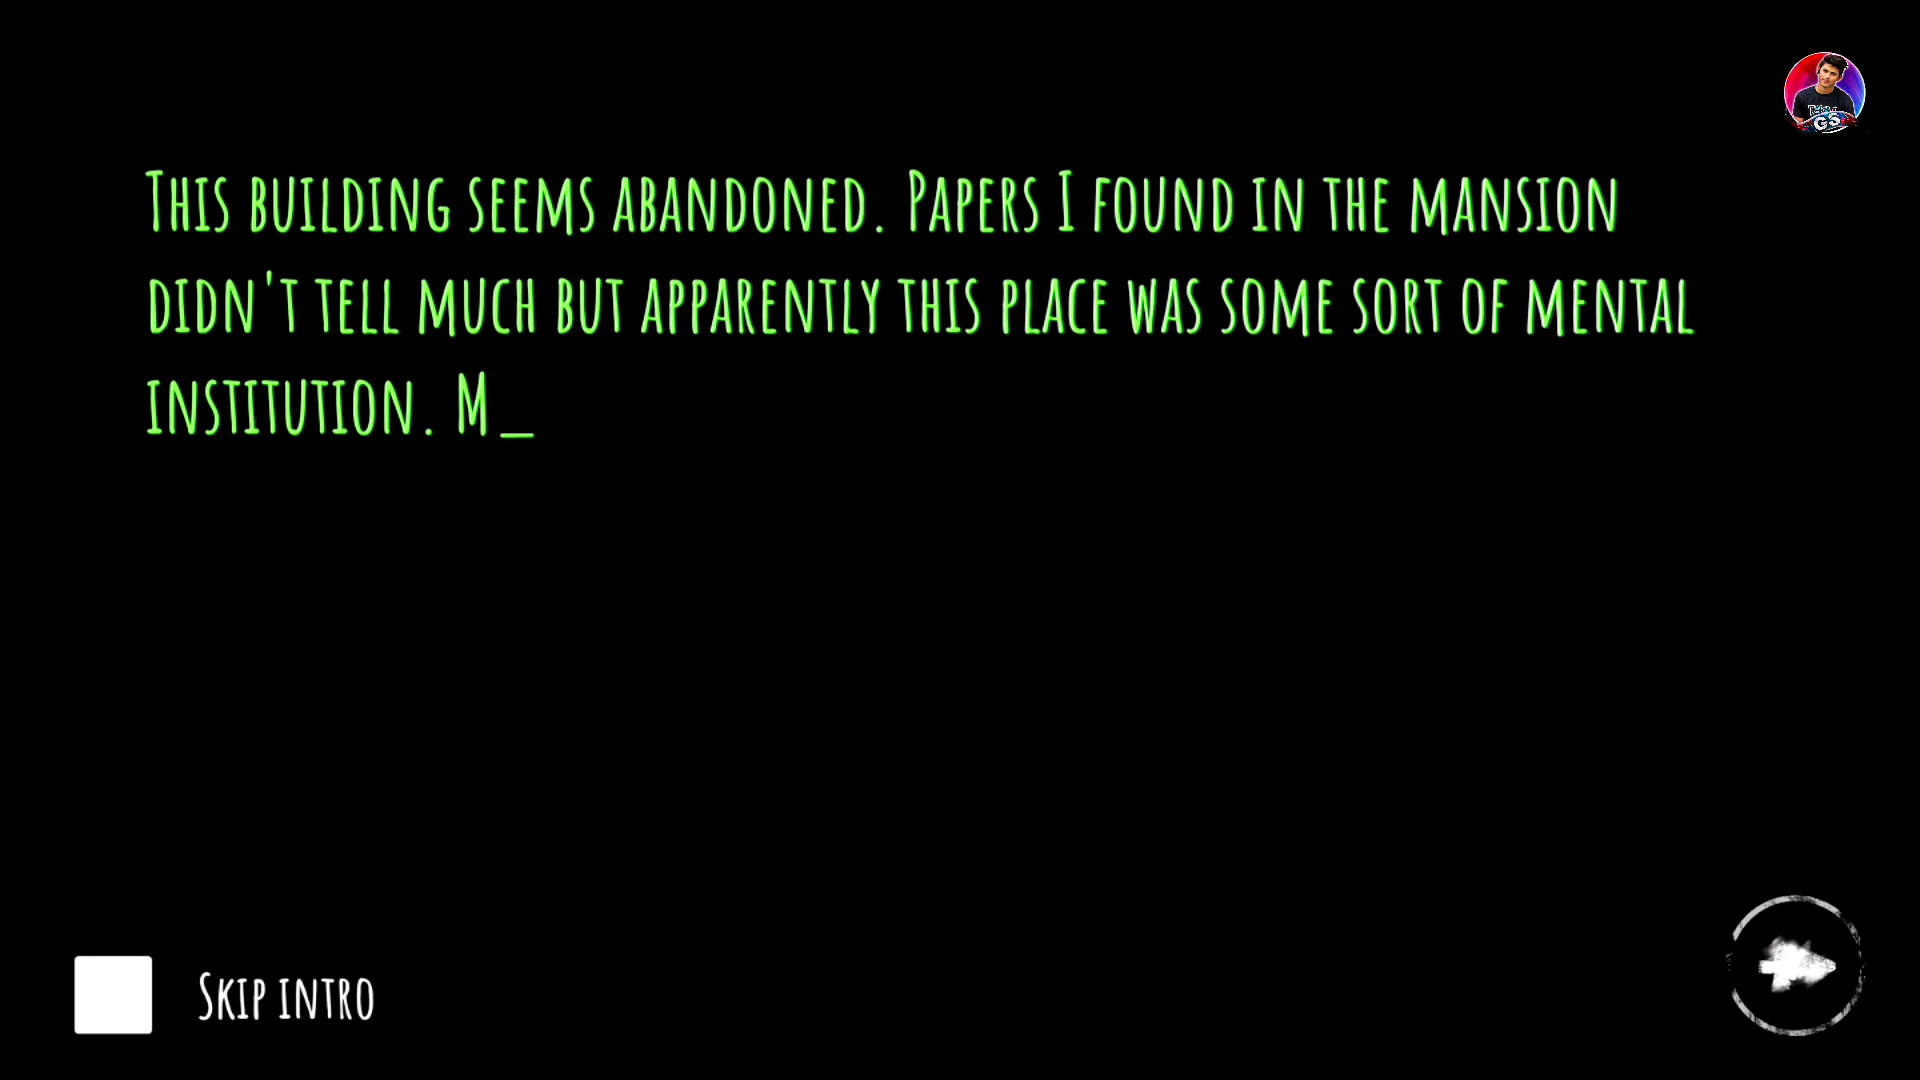 This building seems abandoned. Papers I found in the mansion
didn't tell much but apparently this place was some sort of mental
institution. M_
Skip intro
GS